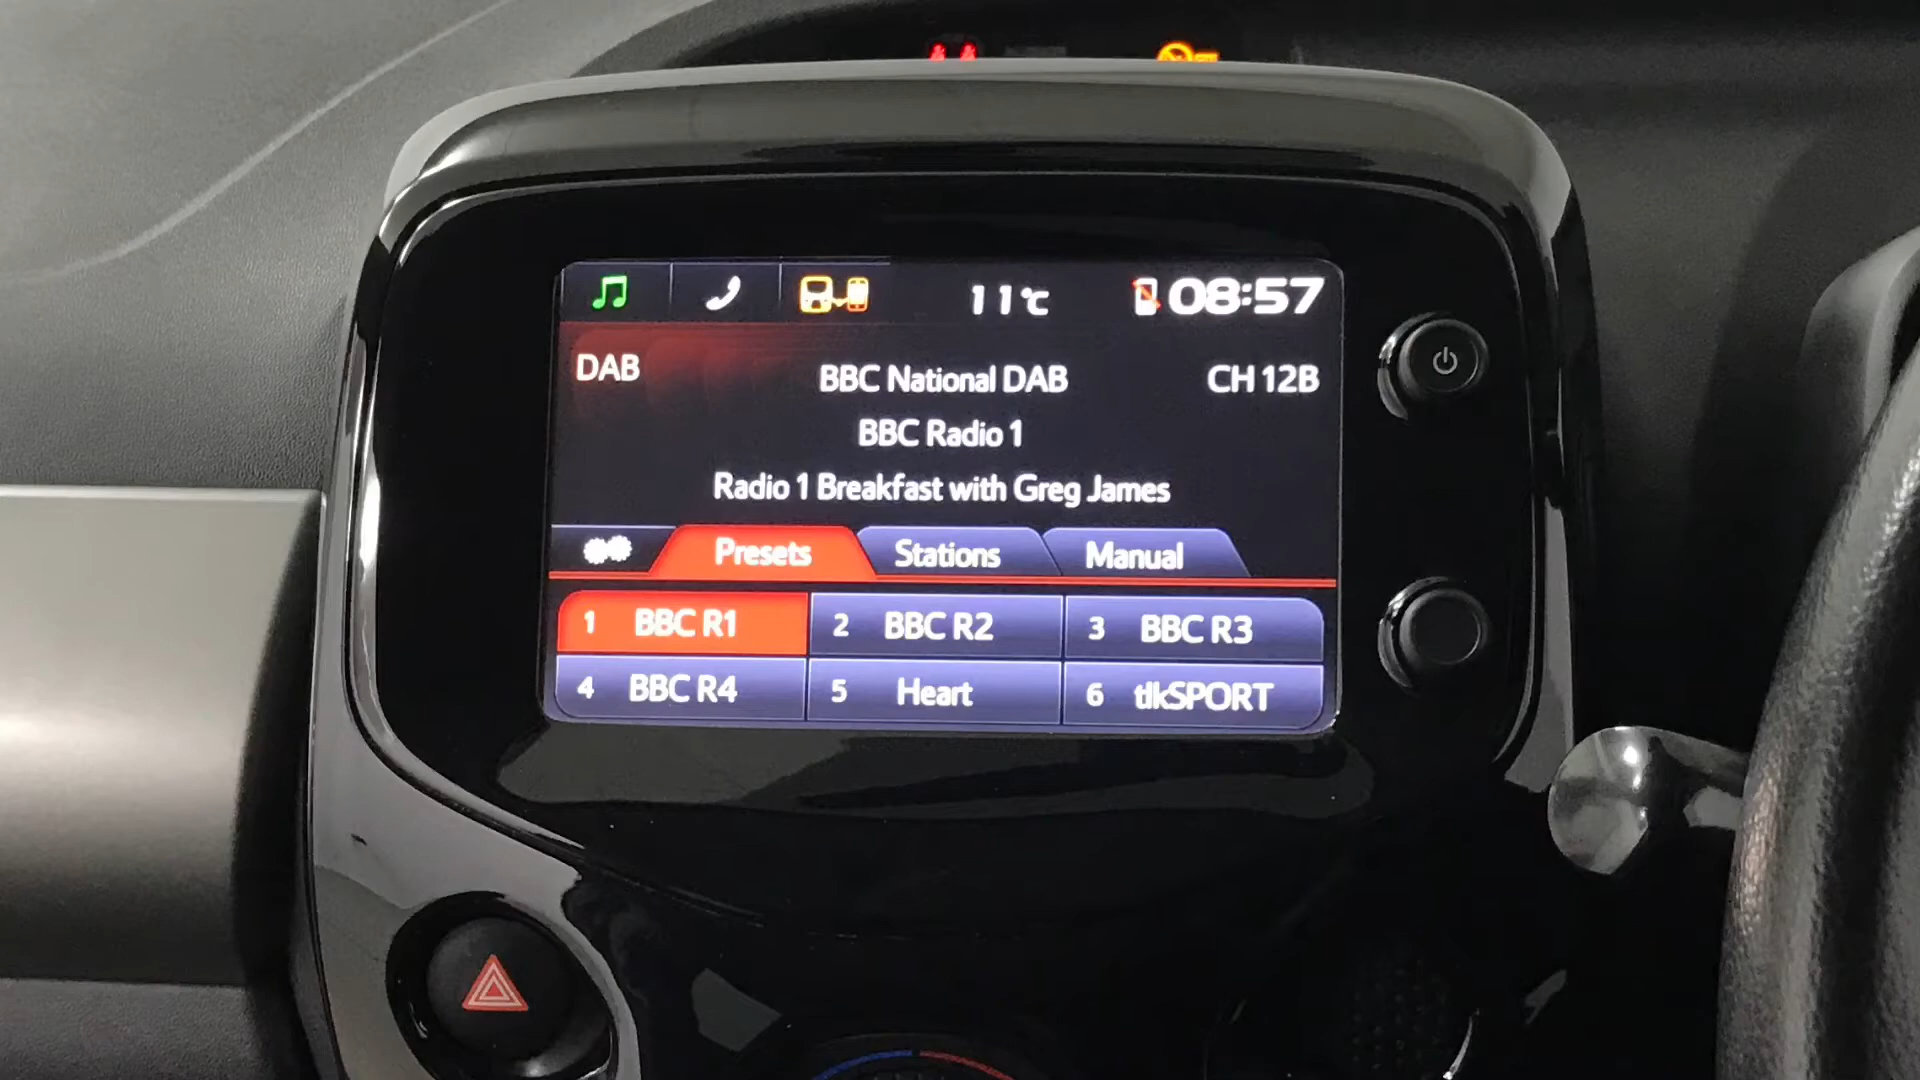 11°C 08:57
DAB BBC National DAB CH 12B
BBC Radio 1
Radio 1 Breakfast with Greg James
Presets Stations Manual
1 BBC R1 2 BBC R2 3 BBC R3
4 BBC R4 5 Heart 6 tlkSPORT